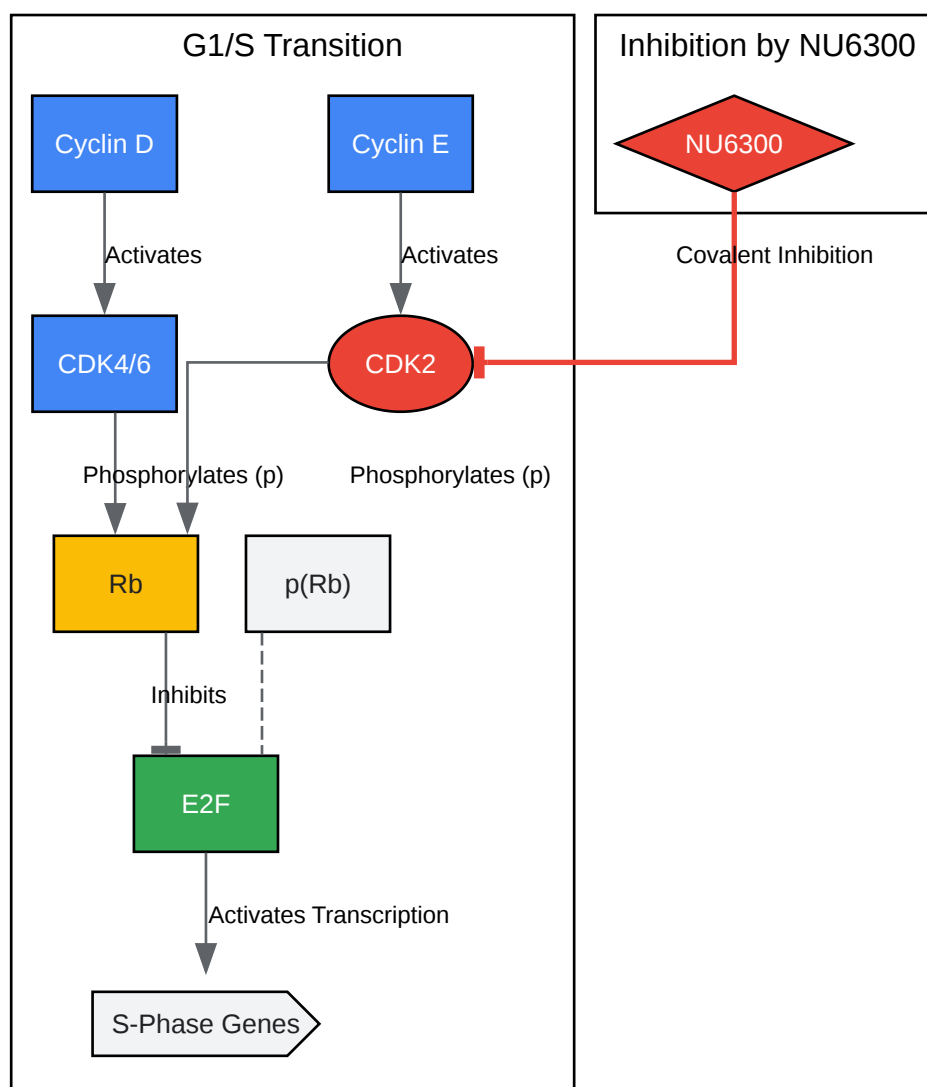 G1/S Transition
Inhibition by NU6300
Cyclin D
Cyclin E
NU6300
Activates
Activates
Covalent Inhibition
CDK4/6
CDK2
Phosphorylates (p)
Phosphorylates (p)
Rb
p(Rb)
Inhibits
E2F
Activates Transcription
S-Phase Genes